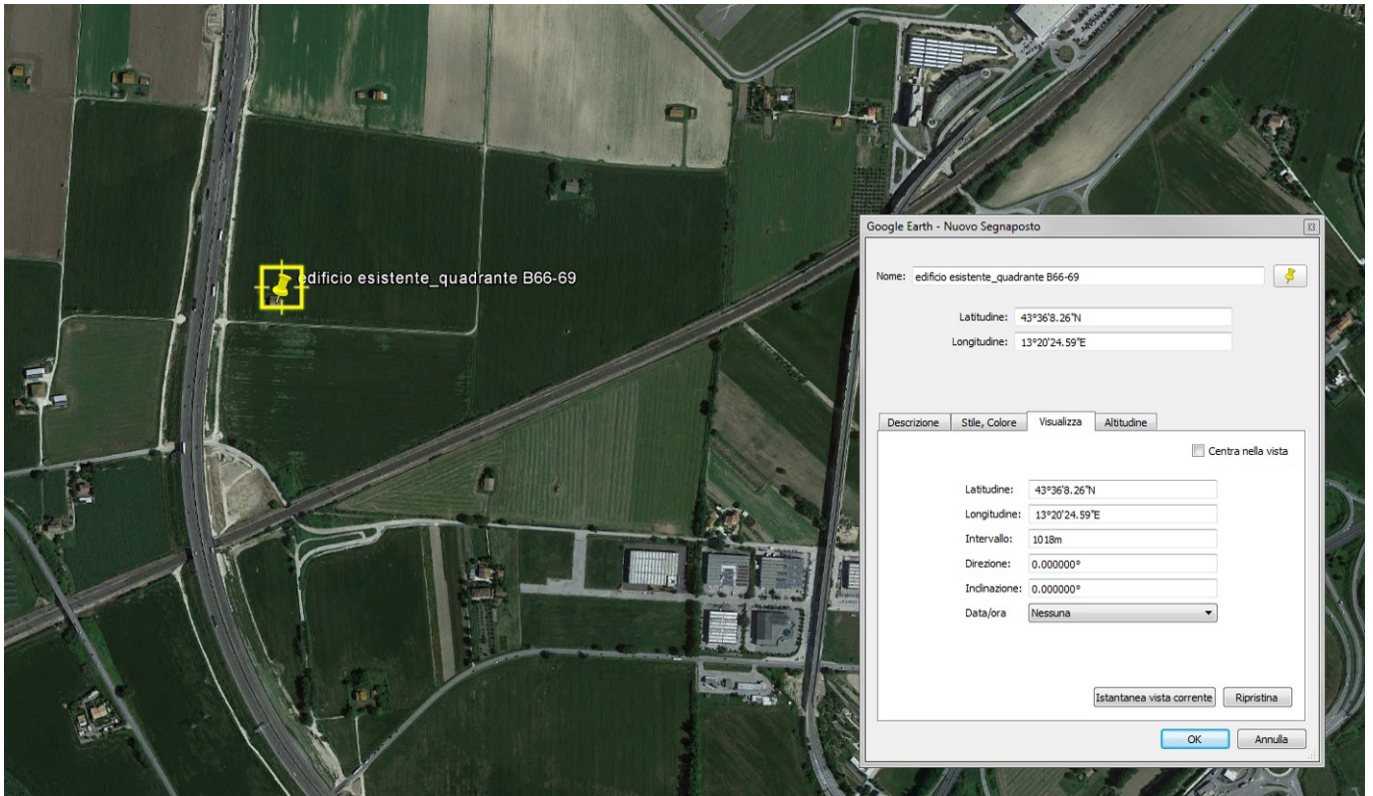 edificio esistente_quadrante B66-69
Google Earth - Nuovo Segnaposto
Nome: edificio esistente_quadrante B66-69
Latitudine: 43°36'8.26"N
Longitudine: 13°20'24.59"E
Descrizione Stile, Colore Visualizza Altitudine
Centra nella vista
Latitudine: 43°36'8.26"N
Longitudine: 13°20'24.59"E
Intervallo: 1018m
Direzione: 0.000000°
Inclinazione: 0.000000°
Data/ora Nessuna
Istantanea vista corrente Ripristina
OK Annulla